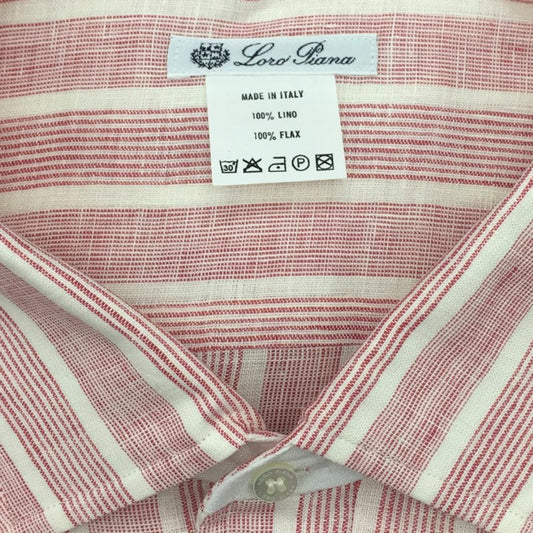 Loro Piana
MADE IN ITALY
100% LINO
100% FLAX
30 P